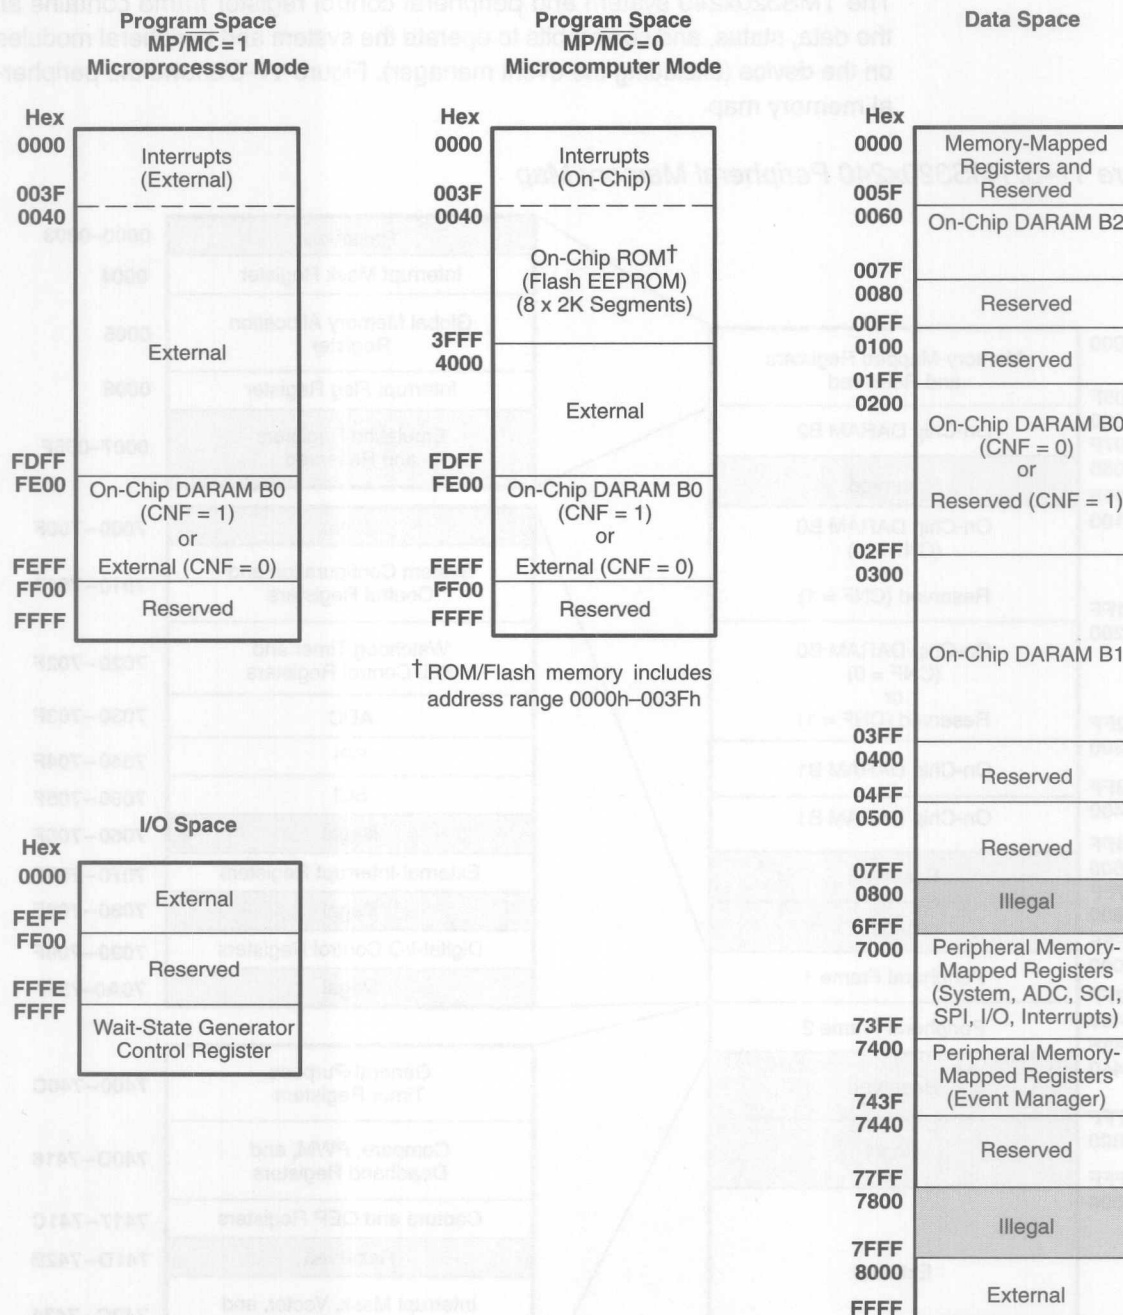 Program Space
MP/MC=1
Microprocessor Mode
Hex
0000
Interrupts
(External)
003F
0040
External
FDFF
FE00
On-Chip DARAM B0
(CNF = 1)
or
External (CNF = 0)
FEFF
FF00
Reserved
FFFF
Program Space
MP/MC=0
Microcomputer Mode
Hex
0000
Interrupts
(On-Chip)
003F
0040
On-Chip ROM†
(Flash EEPROM)
(8 x 2K Segments)
3FFF
4000
External
FDFF
FE00
On-Chip DARAM B0
(CNF = 1)
or
External (CNF = 0)
FEFF
FF00
Reserved
FFFF
† ROM/Flash memory includes
address range 0000h–003Fh
I/O Space
Hex
0000
External
FEFF
FF00
Reserved
FFFE
FFFF
Wait-State Generator
Control Register
Data Space
Hex
0000
Memory-Mapped
Registers and
Reserved
005F
0060
On-Chip DARAM B2
007F
0080
Reserved
00FF
0100
Reserved
01FF
0200
On-Chip DARAM B0
(CNF = 0)
or
Reserved (CNF = 1)
02FF
0300
On-Chip DARAM B1
03FF
0400
Reserved
04FF
0500
Reserved
07FF
0800
Illegal
6FFF
7000
Peripheral Memory-
Mapped Registers
(System, ADC, SCI,
SPI, I/O, Interrupts)
73FF
7400
Peripheral Memory-
Mapped Registers
(Event Manager)
743F
7440
Reserved
77FF
7800
Illegal
7FFF
8000
External
FFFF